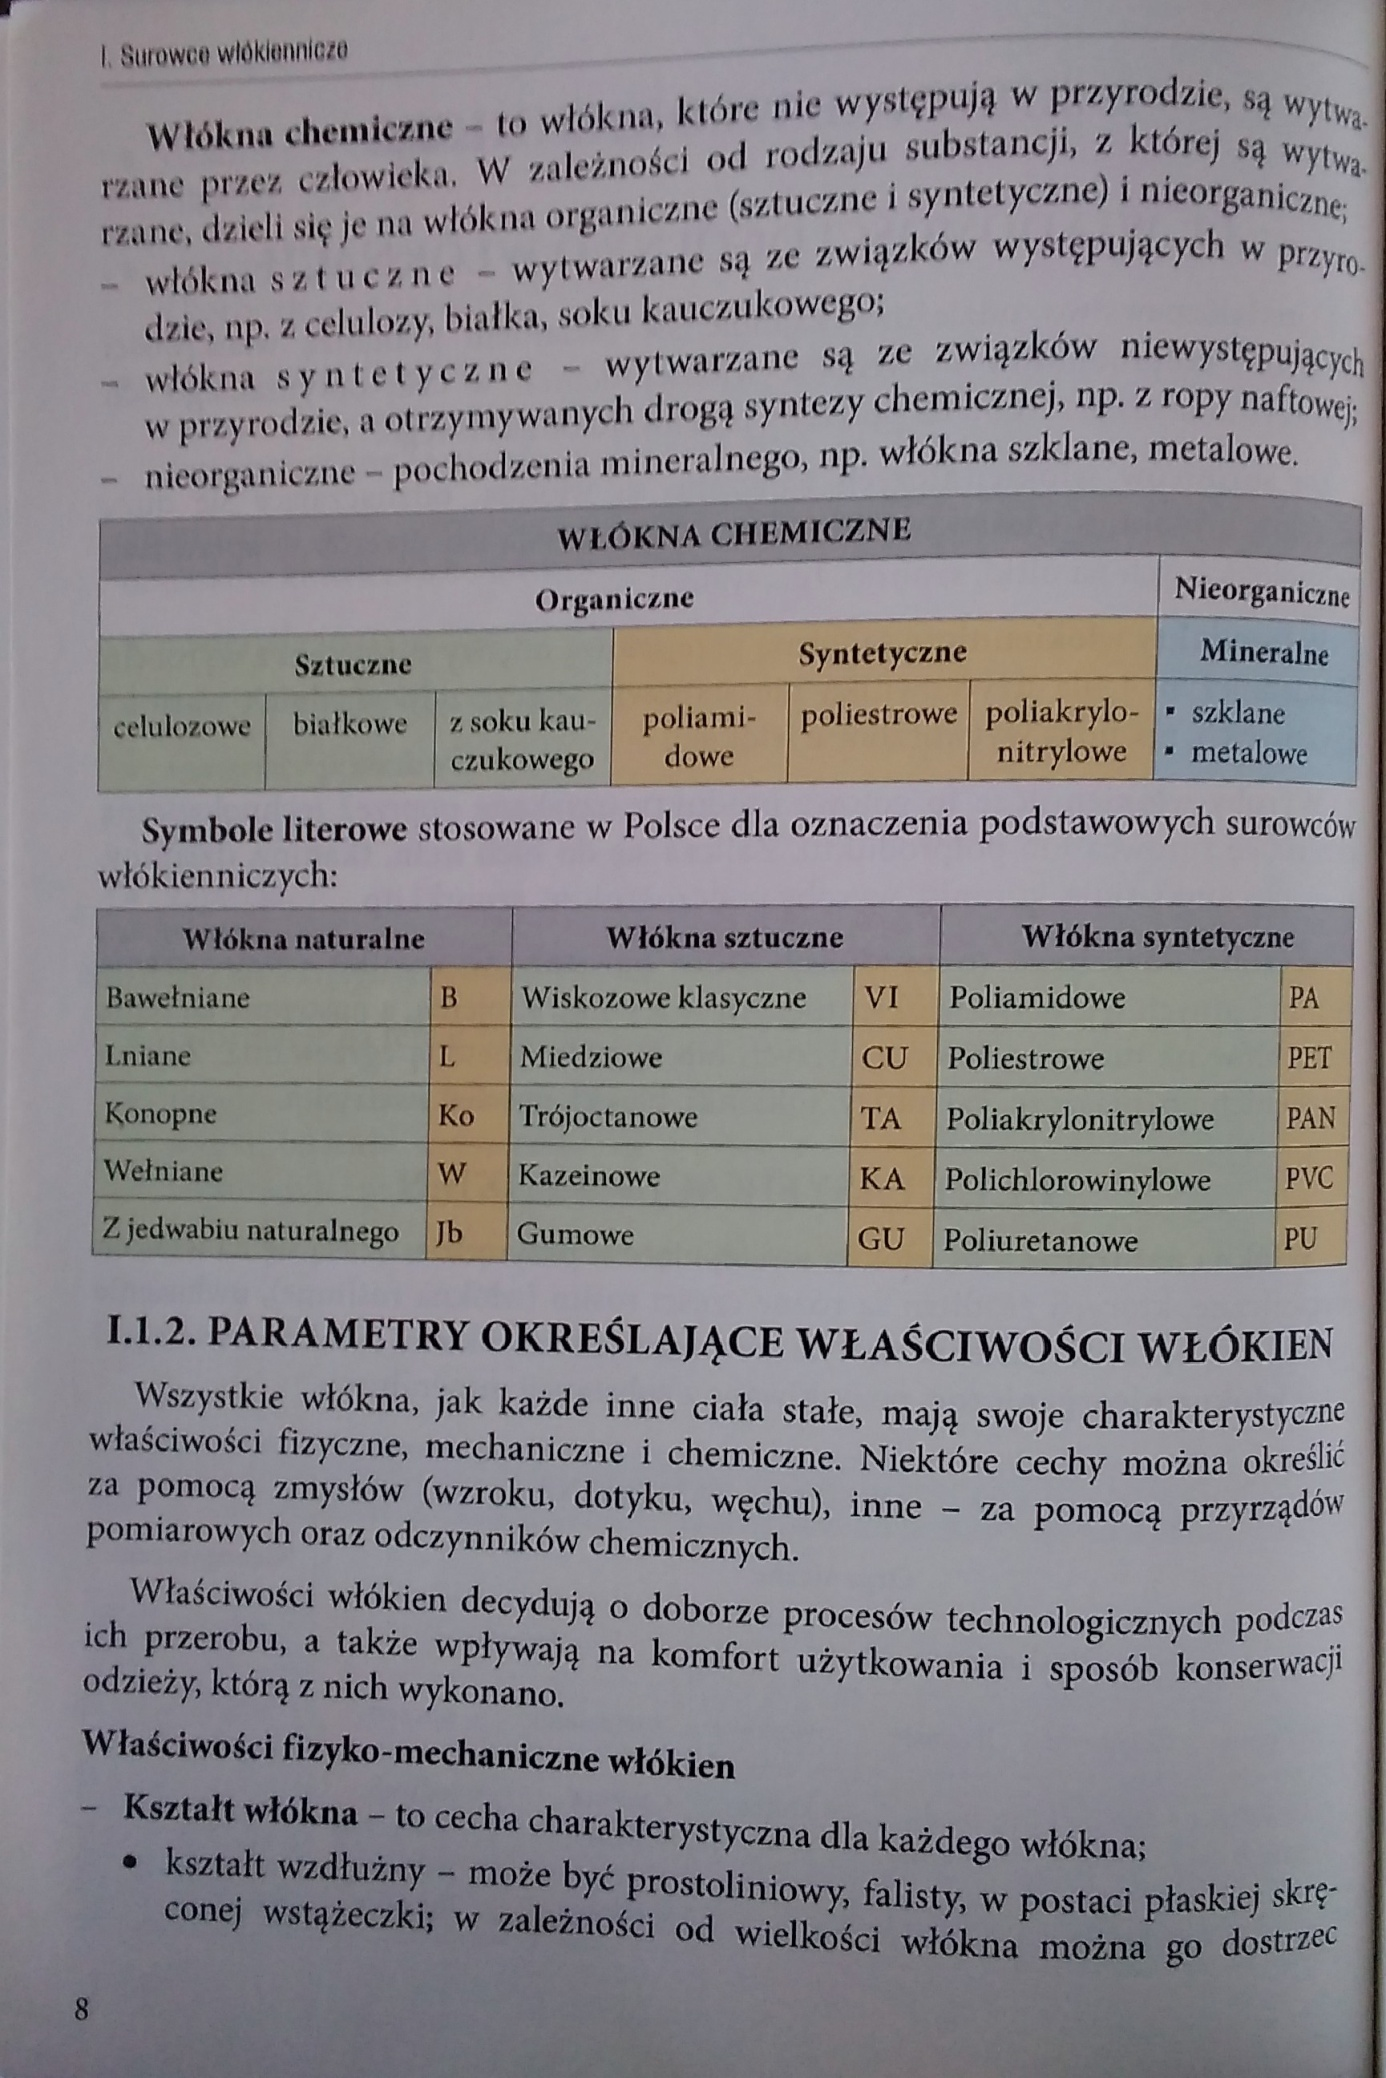 I. Surowce włókiennicze
Włókna chemiczne – to włókna, które nie występują w przyrodzie, są wytwa-
rzane przez człowieka. W zależności od rodzaju substancji, z której są wytwa-
rzane, dzieli się je na włókna organiczne (sztuczne i syntetyczne) i nieorganiczne;
– włókna sztuczne – wytwarzane są ze związków występujących w przyro-
dzie, np. z celulozy, białka, soku kauczukowego;
– włókna syntetyczne – wytwarzane są ze związków niewystępujących
w przyrodzie, a otrzymywanych drogą syntezy chemicznej, np. z ropy naftowej;
– nieorganiczne – pochodzenia mineralnego, np. włókna szklane, metalowe.
WŁÓKNA CHEMICZNE
Organiczne Nieorganiczne
Sztuczne Syntetyczne Mineralne
celulozowe białkowe z soku kau- poliami- poliestrowe poliakrylo- ▪ szklane
czukowego dowe nitrylowe ▪ metalowe
Symbole literowe stosowane w Polsce dla oznaczenia podstawowych surowców
włókienniczych:
Włókna naturalne Włókna sztuczne Włókna syntetyczne
Bawełniane B Wiskozowe klasyczne VI Poliamidowe PA
Lniane L Miedziowe CU Poliestrowe PET
Konopne Ko Trójoctanowe TA Poliakrylonitrylowe PAN
Wełniane W Kazeinowe KA Polichlorowinylowe PVC
Z jedwabiu naturalnego Jb Gumowe GU Poliuretanowe PU
I.1.2. PARAMETRY OKREŚLAJĄCE WŁAŚCIWOŚCI WŁÓKIEN
Wszystkie włókna, jak każde inne ciała stałe, mają swoje charakterystyczne
właściwości fizyczne, mechaniczne i chemiczne. Niektóre cechy można określić
za pomocą zmysłów (wzroku, dotyku, węchu), inne – za pomocą przyrządów
pomiarowych oraz odczynników chemicznych.
Właściwości włókien decydują o doborze procesów technologicznych podczas
ich przerobu, a także wpływają na komfort użytkowania i sposób konserwacji
odzieży, którą z nich wykonano.
Właściwości fizyko-mechaniczne włókien
– Kształt włókna – to cecha charakterystyczna dla każdego włókna;
• kształt wzdłużny – może być prostoliniowy, falisty, w postaci płaskiej skrę-
conej wstążeczki; w zależności od wielkości włókna można go dostrzec
8